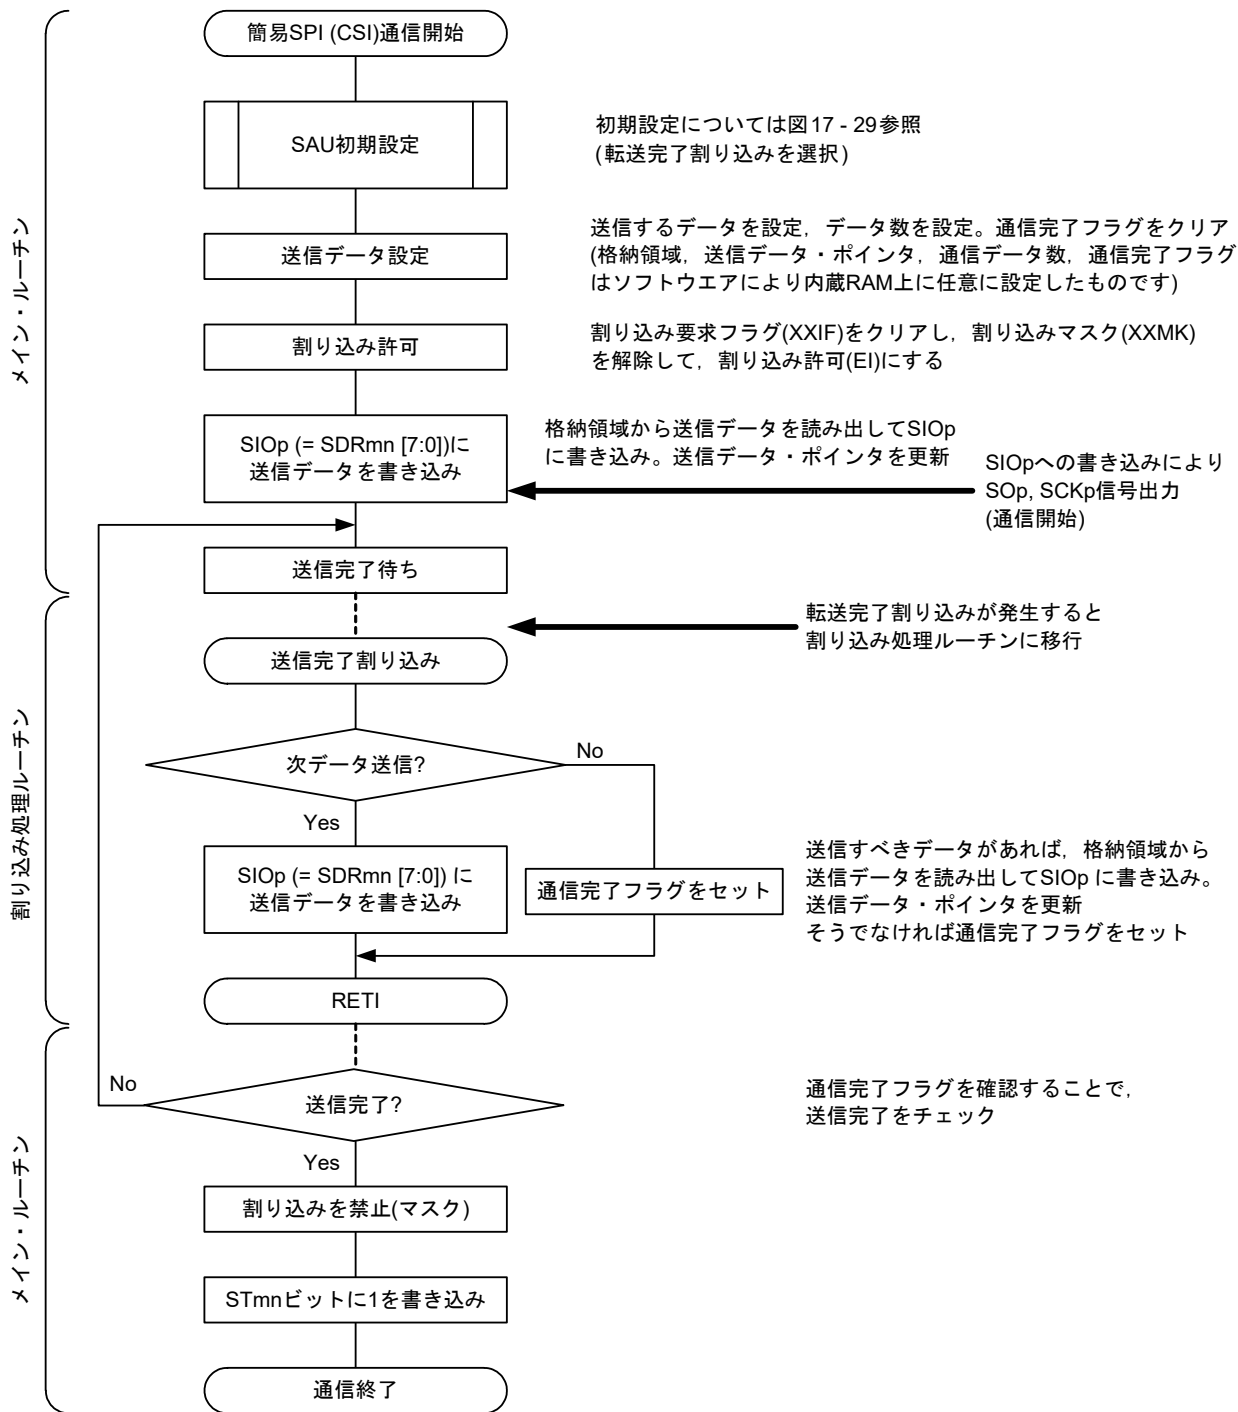 簡易SPI (CSI)通信開始
SAU初期設定
初期設定については図17 - 29参照
(転送完了割り込みを選択)
メイン・ルーチン
送信データ設定
送信するデータを設定，データ数を設定。通信完了フラグをクリア
(格納領域，送信データ・ポインタ，通信データ数，通信完了フラグ
はソフトウエアにより内蔵RAM上に任意に設定したものです)
割り込み許可
割り込み要求フラグ(XXIF)をクリアし，割り込みマスク(XXMK)
を解除して，割り込み許可(EI)にする
SIOp (= SDRmn [7:0])に
送信データを書き込み
格納領域から送信データを読み出してSIOp
に書き込み。送信データ・ポインタを更新
SIOpへの書き込みにより
SOp, SCKp信号出力
(通信開始)
送信完了待ち
転送完了割り込みが発生すると
割り込み処理ルーチンに移行
送信完了割り込み
割り込み処理ルーチン
次データ送信?
No
Yes
SIOp (= SDRmn [7:0]) に
送信データを書き込み
通信完了フラグをセット
送信すべきデータがあれば，格納領域から
送信データを読み出してSIOp に書き込み。
送信データ・ポインタを更新
そうでなければ通信完了フラグをセット
RETI
メイン・ルーチン
No
送信完了?
通信完了フラグを確認することで，
送信完了をチェック
Yes
割り込みを禁止(マスク)
STmnビットに1を書き込み
通信終了